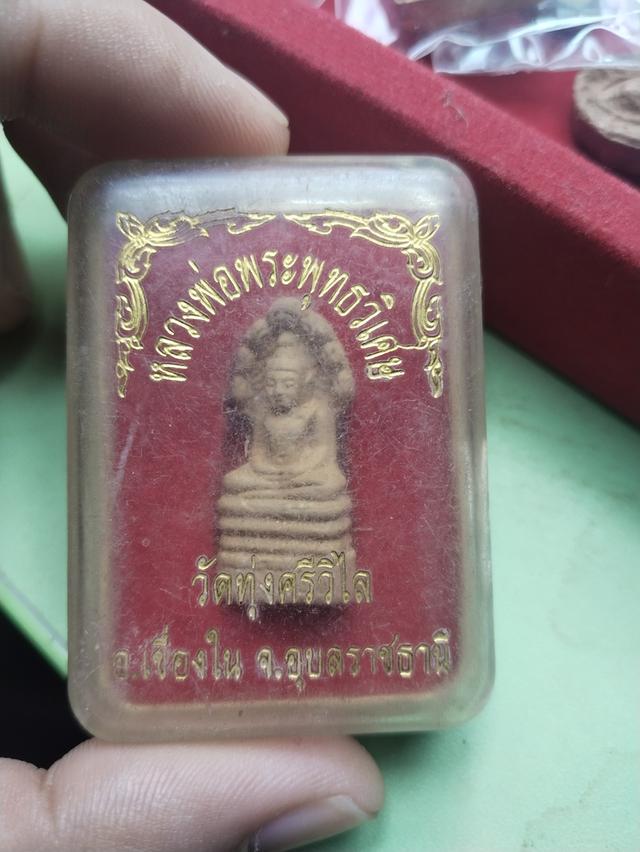 หลวงพ่อพระพุทธวิเศษ
วัดทุ่งศรีวิไล
อ.เขื่องใน จ.อุบลราชธานี